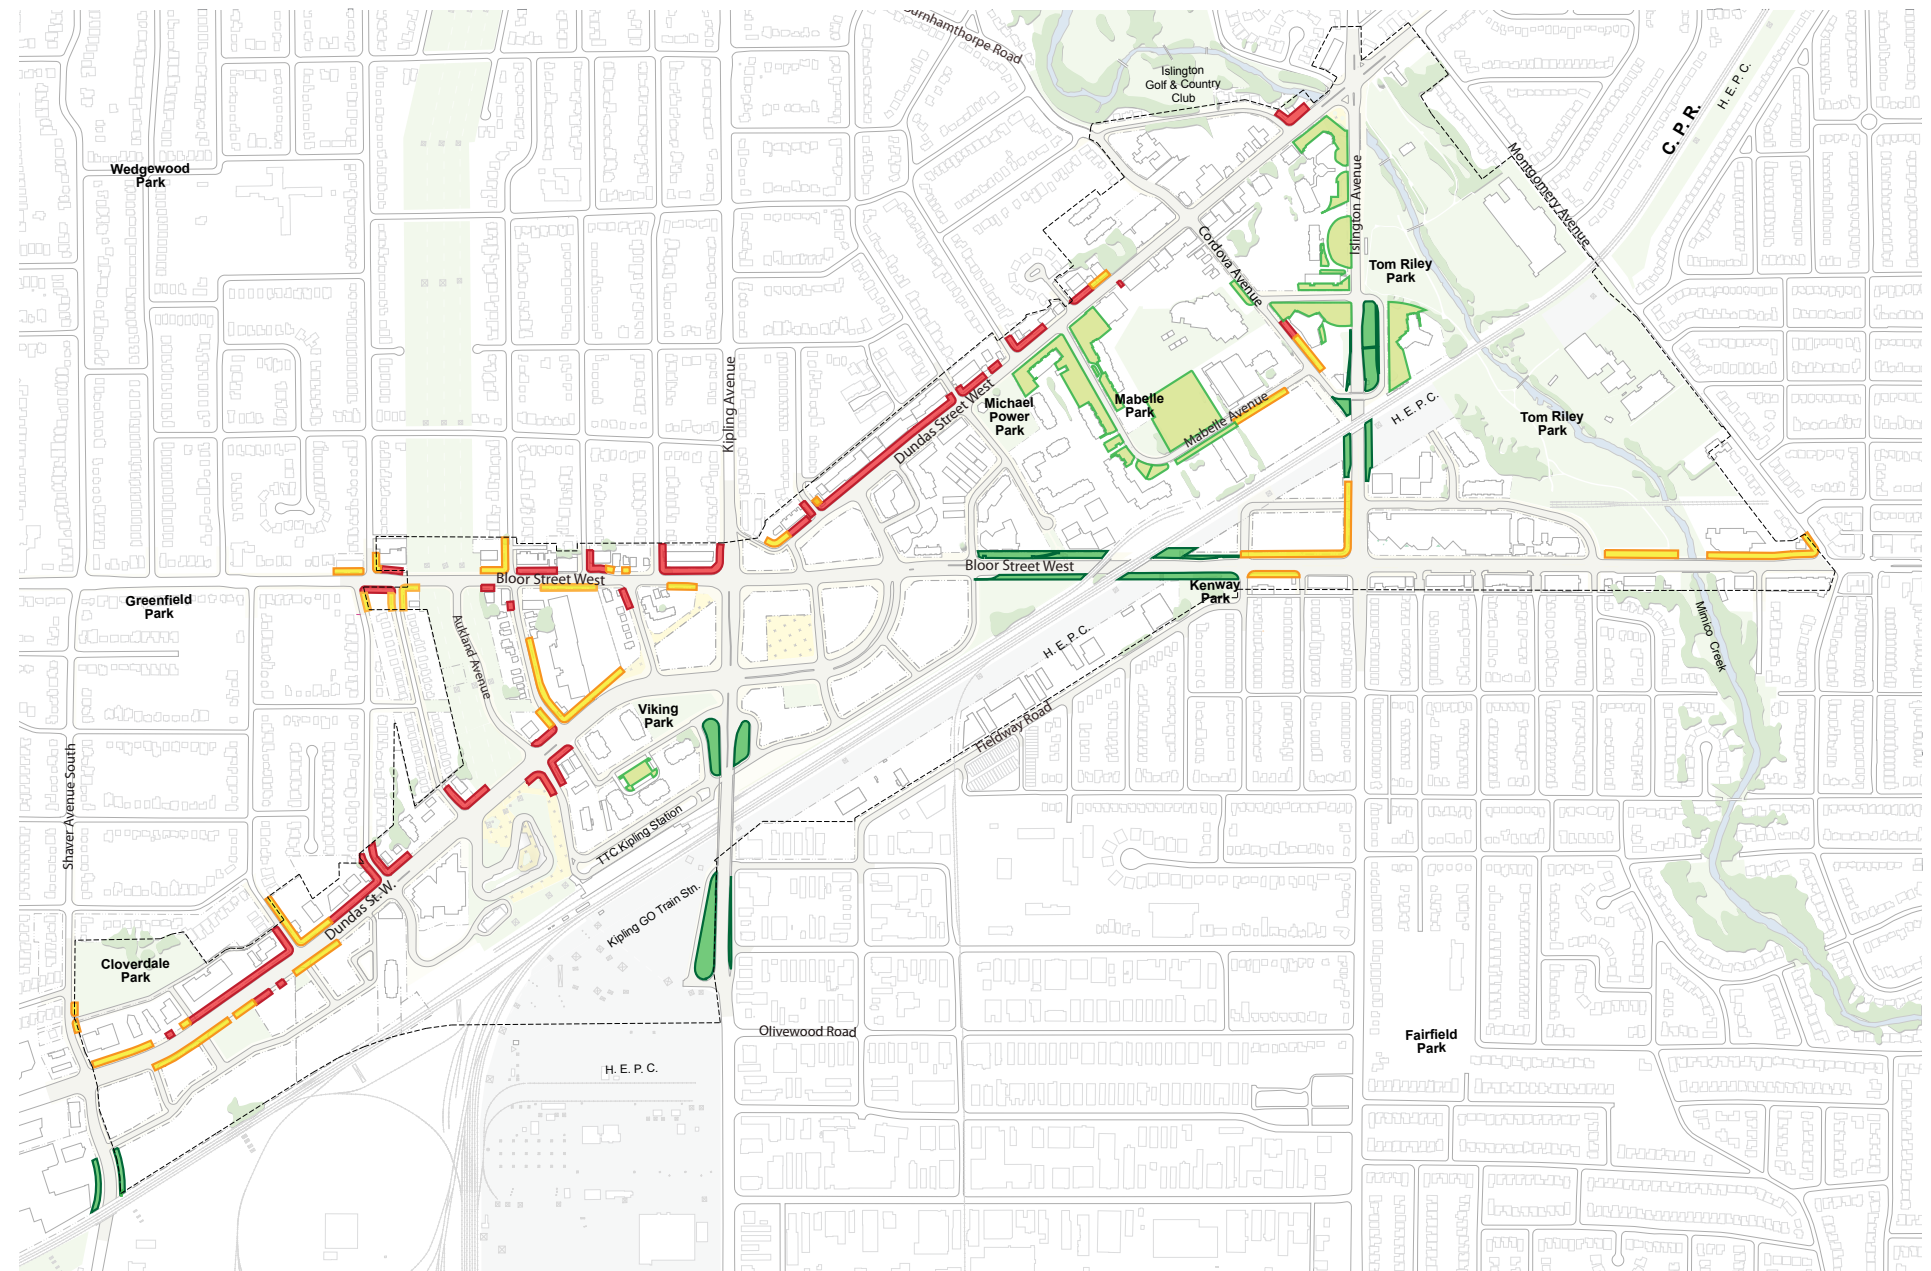 Burnhamthorpe Road
Islington
Golf & Country
Club
H. E. P. C.
C. P. R.
Wedgewood
Park
Montgomery Avenue
Islington Avenue
Cordova Avenue
Tom Riley
Park
Kipling Avenue
Dundas Street West
Michael
Power
Park
Mabelle
Park
Mabelle Avenue
H. E. P. C.
Tom Riley
Park
Bloor Street West
Bloor Street West
Kenway
Park
Greenfield
Park
Aukland Avenue
H. E. P. C.
Mimico Creek
Viking
Park
Fieldway Road
Shaver Avenue South
TTC Kipling Station
Dundas St. W.
Kipling GO Train Stn.
Cloverdale
Park
Olivewood Road
Fairfield
Park
H. E. P. C.